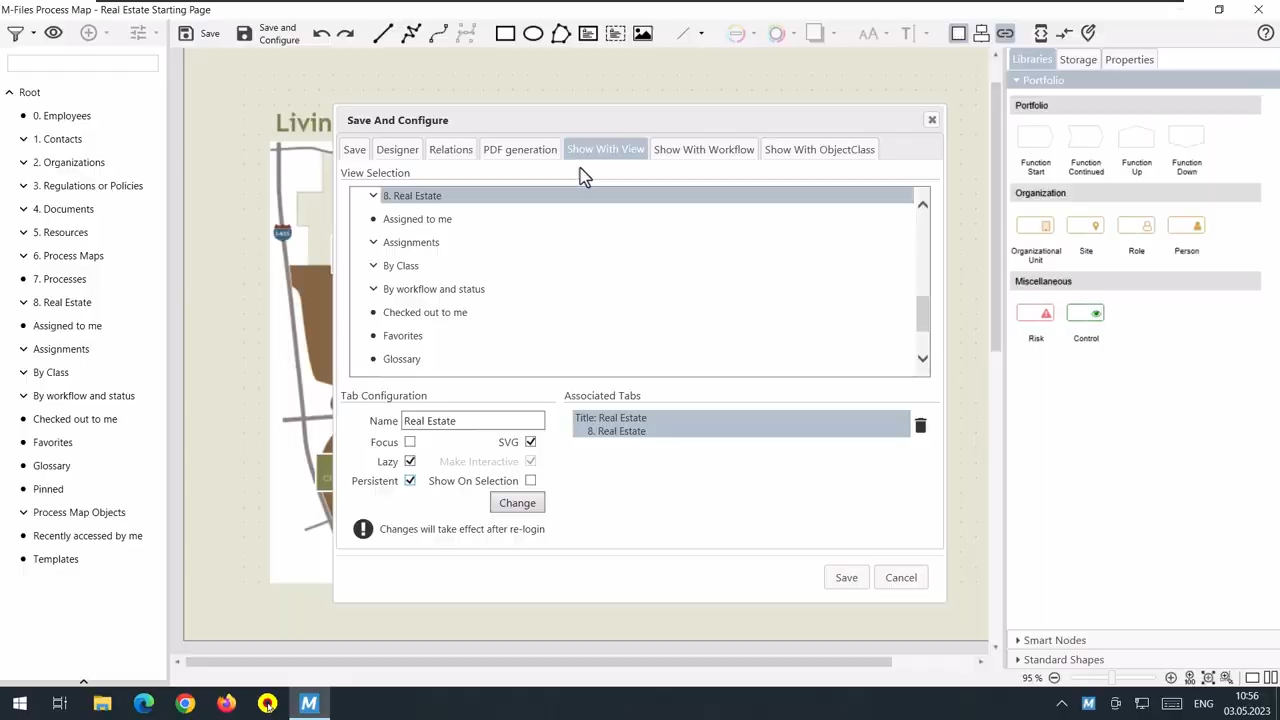 M-Files Process Map - Real Estate Starting Page
Save
Save and
Configure
AA
T
Root
0. Employees
1. Contacts
2. Organizations
3. Regulations or Policies
4. Documents
5. Resources
6. Process Maps
7. Processes
8. Real Estate
Assigned to me
Assignments
By Class
By workflow and status
Checked out to me
Favorites
Glossary
Pinned
Process Map Objects
Recently accessed by me
Templates
Livin
Save And Configure
Save
Designer
Relations
PDF generation
Show With View
Show With Workflow
Show With ObjectClass
View Selection
8. Real Estate
Assigned to me
Assignments
By Class
By workflow and status
Checked out to me
Favorites
Glossary
Tab Configuration
Name Real Estate
Focus
SVG
Lazy
Make Interactive
Persistent
Show On Selection
Change
Changes will take effect after re-login
Associated Tabs
Title: Real Estate
8. Real Estate
Save
Cancel
Libraries
Storage
Properties
Portfolio
Portfolio
Function
Start
Function
Continued
Function
Up
Function
Down
Organization
Organizational
Unit
Site
Role
Person
Miscellaneous
Risk
Control
Smart Nodes
Standard Shapes
95 %
ENG
10:56
03.05.2023